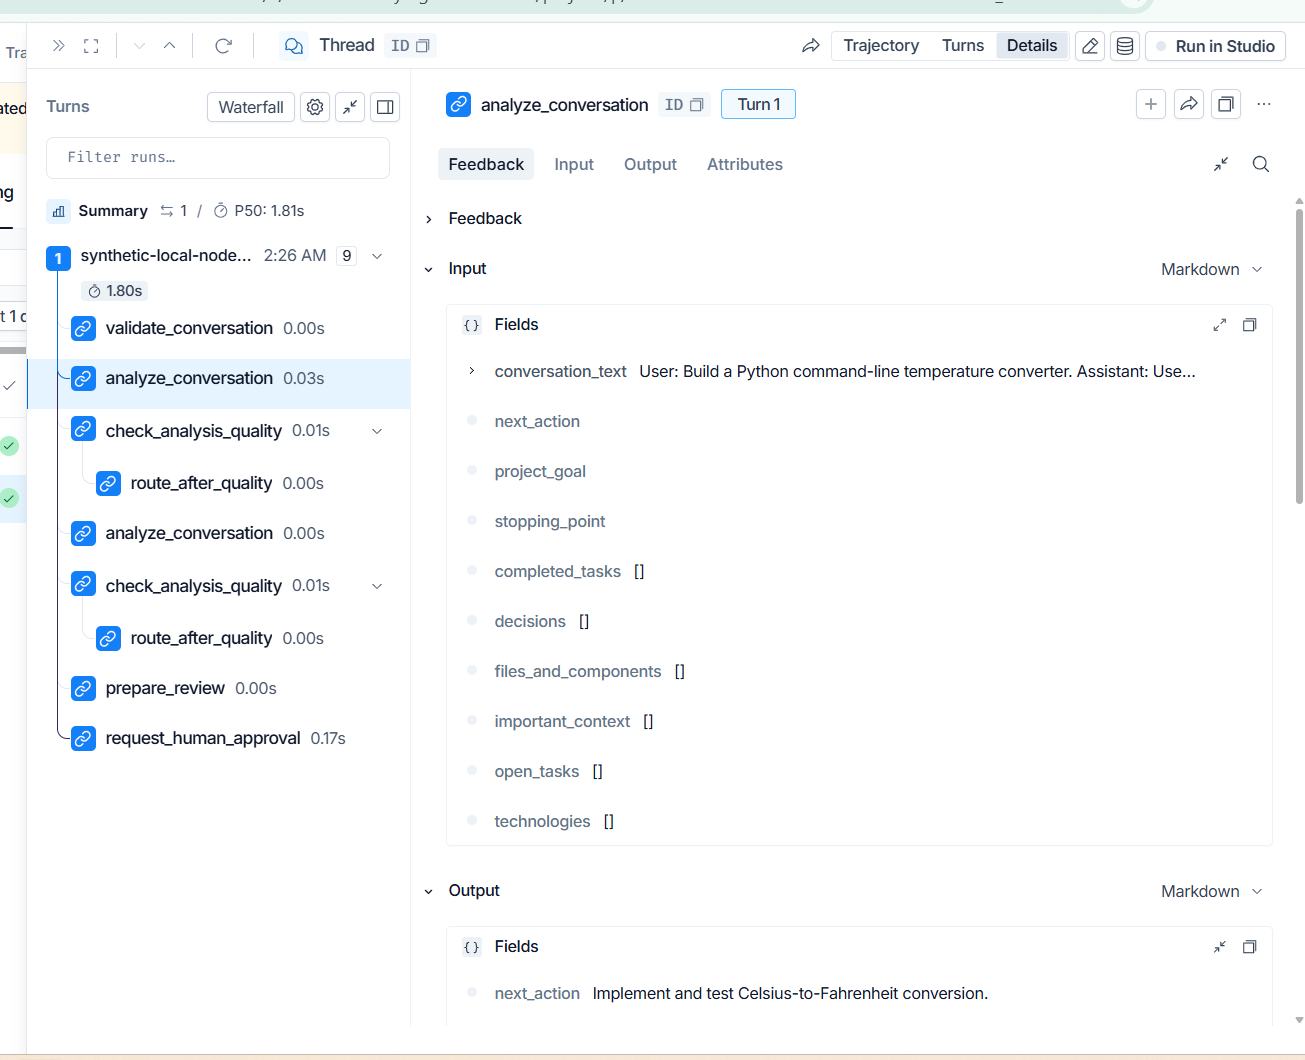 Thread ID
Trajectory Turns Details Run in Studio
Turns Waterfall
Filter runs…
Summary 1 / P50: 1.81s
1 synthetic-local-node... 2:26 AM 9
1.80s
validate_conversation 0.00s
analyze_conversation 0.03s
check_analysis_quality 0.01s
route_after_quality 0.00s
analyze_conversation 0.00s
check_analysis_quality 0.01s
route_after_quality 0.00s
prepare_review 0.00s
request_human_approval 0.17s
analyze_conversation ID Turn 1
Feedback Input Output Attributes
Feedback
Input Markdown
{} Fields
conversation_text User: Build a Python command-line temperature converter. Assistant: Use...
next_action
project_goal
stopping_point
completed_tasks []
decisions []
files_and_components []
important_context []
open_tasks []
technologies []
Output Markdown
{} Fields
next_action Implement and test Celsius-to-Fahrenheit conversion.